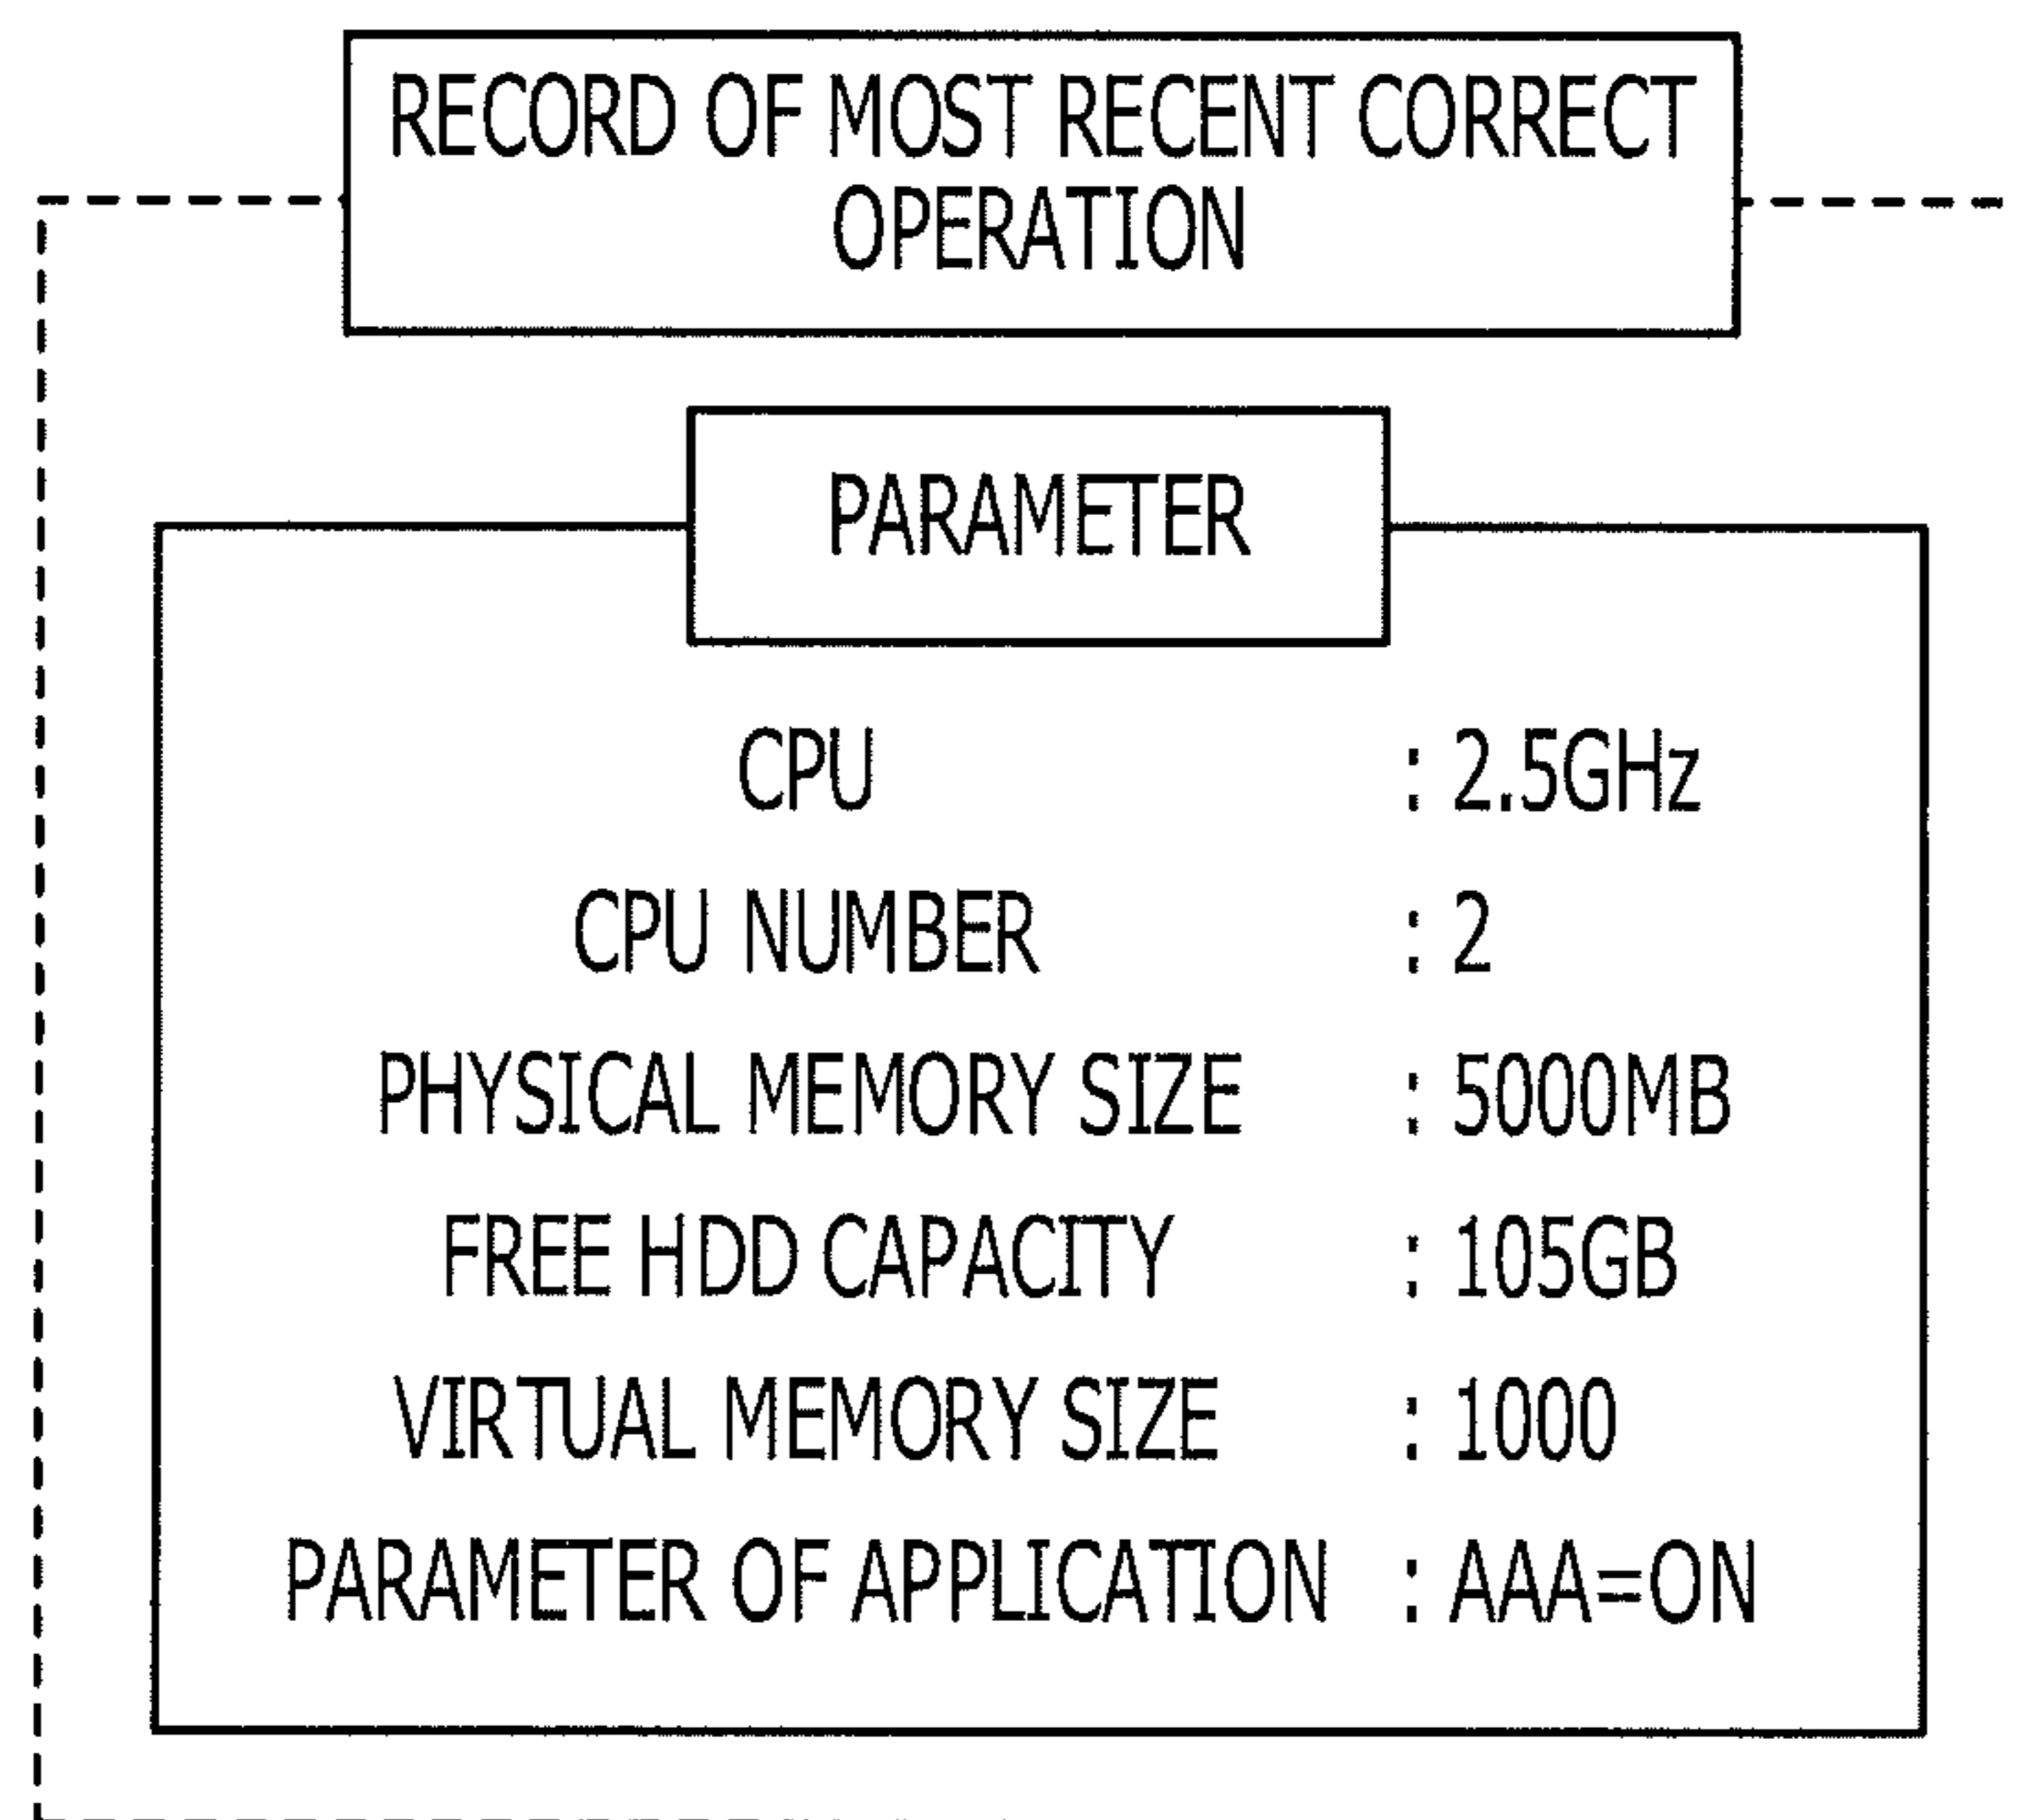 RECORD OF MOST RECENT CORRECT
OPERATION
PARAMETER
CPU : 2.5GHz
CPU NUMBER : 2
PHYSICAL MEMORY SIZE : 5000MB
FREE HDD CAPACITY : 105GB
VIRTUAL MEMORY SIZE : 1000
PARAMETER OF APPLICATION : AAA=ON